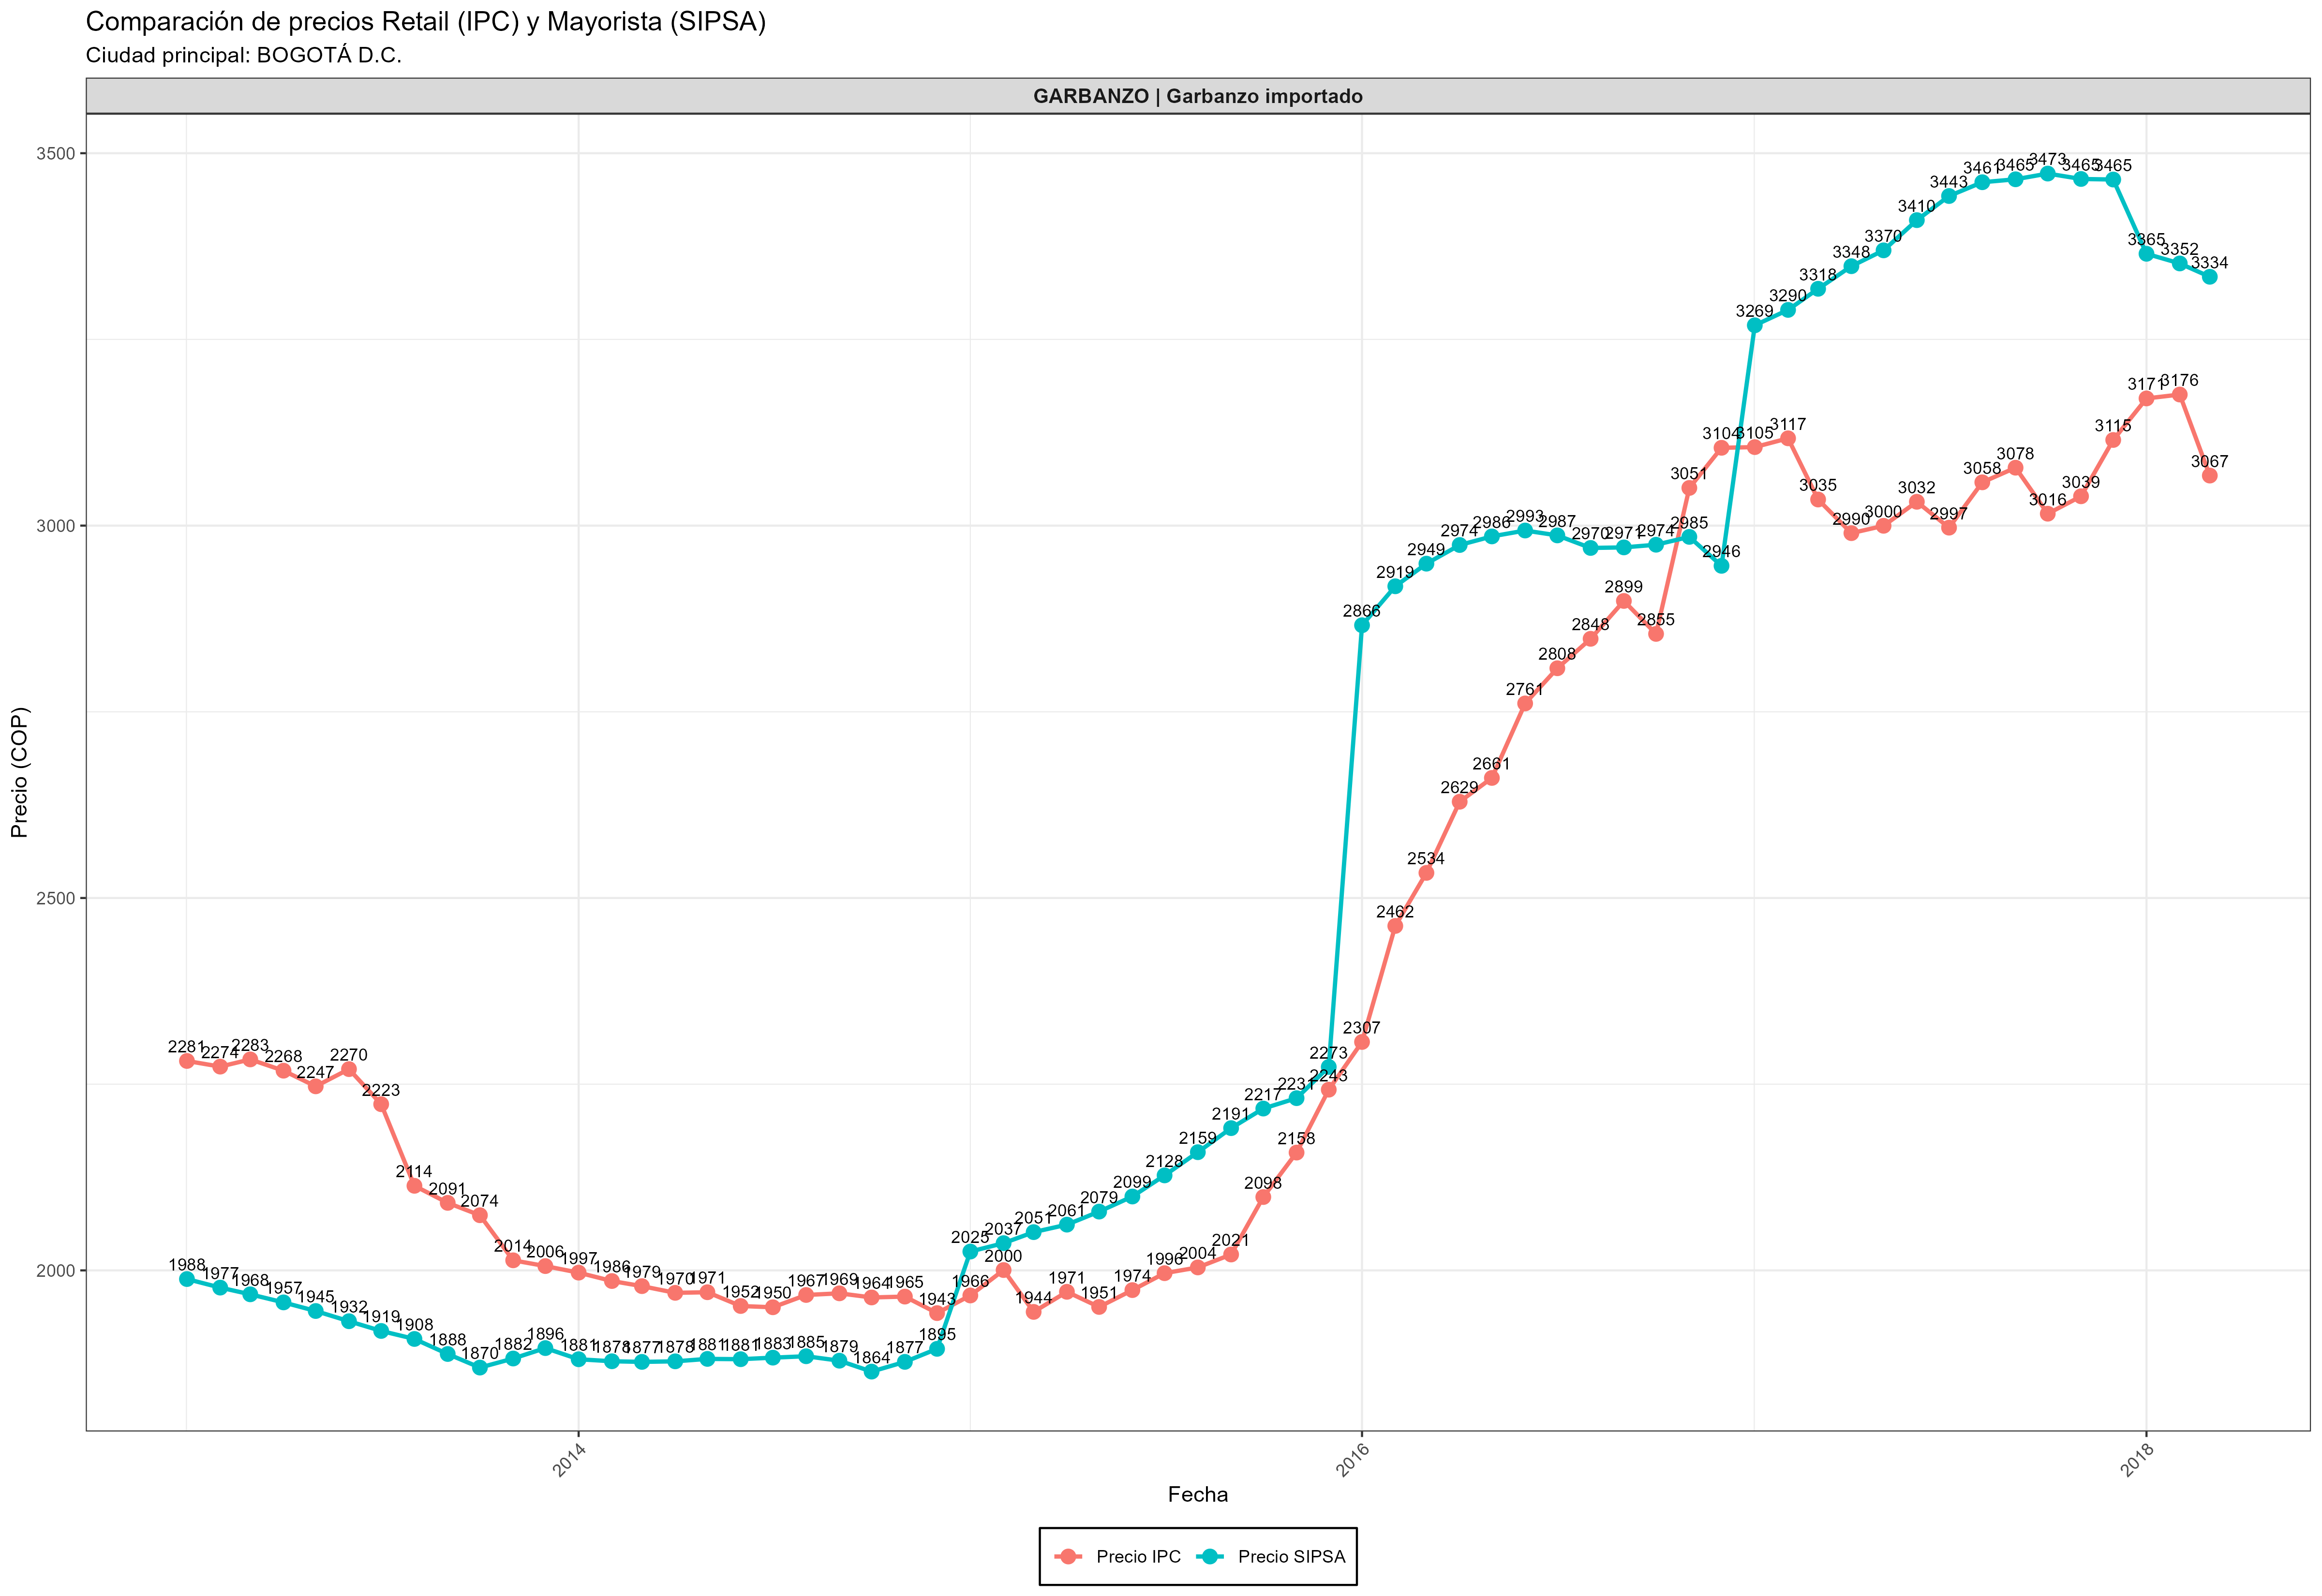 Comparación de precios Retail (IPC) y Mayorista (SIPSA)
Ciudad principal: BOGOTÁ D.C.
GARBANZO | Garbanzo importado
Precio (COP)
3500
3000
2500
2000
2281 2274 2283 2268 2247 2270 2223 2114 2091 2074 2014 2006 1997 1986 1979 1970 1971 1952 1950 1967 1969 1964 1965 1943 1966 2000 1944 1971 1951 1974 1996 2004 2021 2098 2158 2243 2307 2462 2534 2629 2661 2761 2808 2848 2899 2855 3051 3104 3105 3117 3035 2990 3000 3032 2997 3058 3078 3016 3039 3115 3171 3176 3067
1988 1977 1968 1957 1945 1932 1919 1908 1888 1870 1882 1896 1881 1878 1877 1878 1881 1881 1883 1885 1879 1864 1877 1895 2025 2037 2051 2061 2079 2099 2128 2159 2191 2217 2231 2273 2866 2919 2949 2974 2986 2993 2987 2970 2971 2974 2985 2946 3269 3290 3318 3348 3370 3410 3443 3461 3465 3473 3465 3465 3365 3352 3334
2014
2016
2018
Fecha
Precio IPC
Precio SIPSA